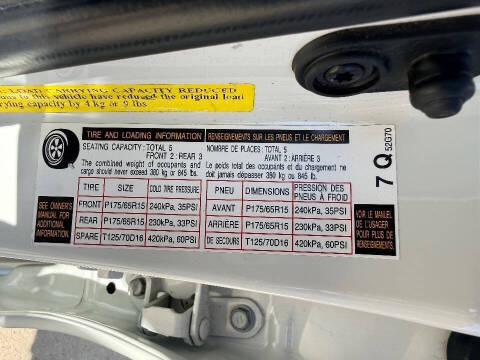 LOAD CARRYING CAPACITY REDUCED
to this vehicle have reduced the original load
carrying capacity by 4 kg or 9 lbs
TIRE AND LOADING INFORMATION
SEATING CAPACITY: TOTAL 5
FRONT 2 : REAR 3
The combined weight of occupants and
cargo should never exceed 380 kg or 845 lbs.
RENSEIGNEMENTS SUR LES PNEUS ET LE CHARGEMENT
NOMBRE DE PLACES: TOTAL 5
AVANT 2 : ARRIÈRE 3
Le poids total des occupants et du chargement ne
doit jamais dépasser 380 kg ou 845 lb.
TIRE SIZE COLD TIRE PRESSURE
FRONT P175/65R15 240kPa, 35PSI
REAR P175/65R15 230kPa, 33PSI
SPARE T125/70D16 420kPa, 60PSI
PNEU DIMENSIONS PRESSION DES
PNEUS À FROID
AVANT P175/65R15 240kPa, 35PSI
ARRIÈRE P175/65R15 230kPa, 33PSI
DE SECOURS T125/70D16 420kPa, 60PSI
SEE OWNER'S
MANUAL FOR
ADDITIONAL
INFORMATION
VOIR LE MANUEL
DE L'USAGER
POUR PLUS DE
RENSEIGNEMENTS.
7 Q 52G70